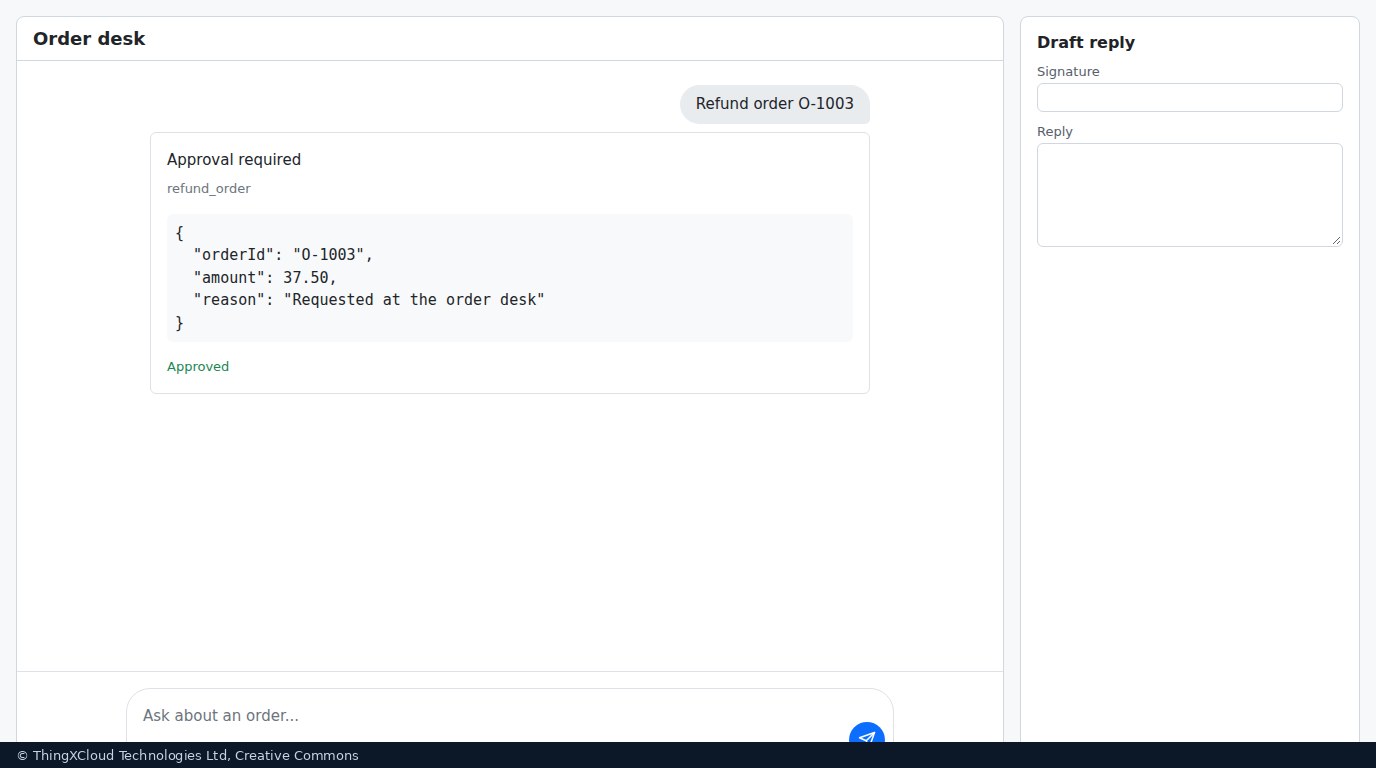 Order desk
Refund order O-1003
Approval required
refund_order
{
  "orderId": "O-1003",
  "amount": 37.50,
  "reason": "Requested at the order desk"
}
Approved
Ask about an order...
Draft reply
Signature
Reply
© ThingXCloud Technologies Ltd, Creative Commons